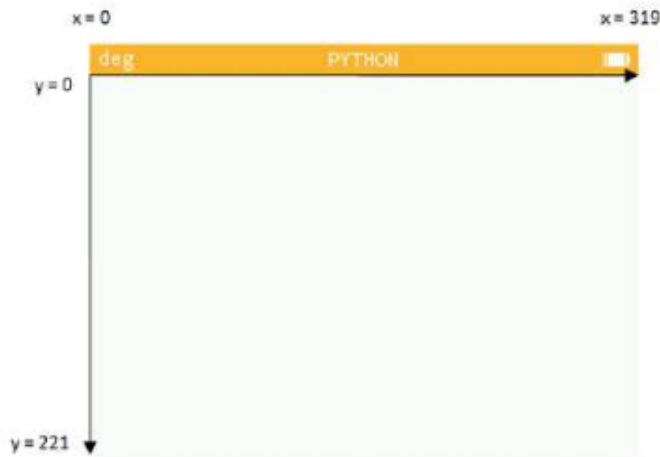 x = 0 x = 319
deg PYTHON
y = 0
y = 221